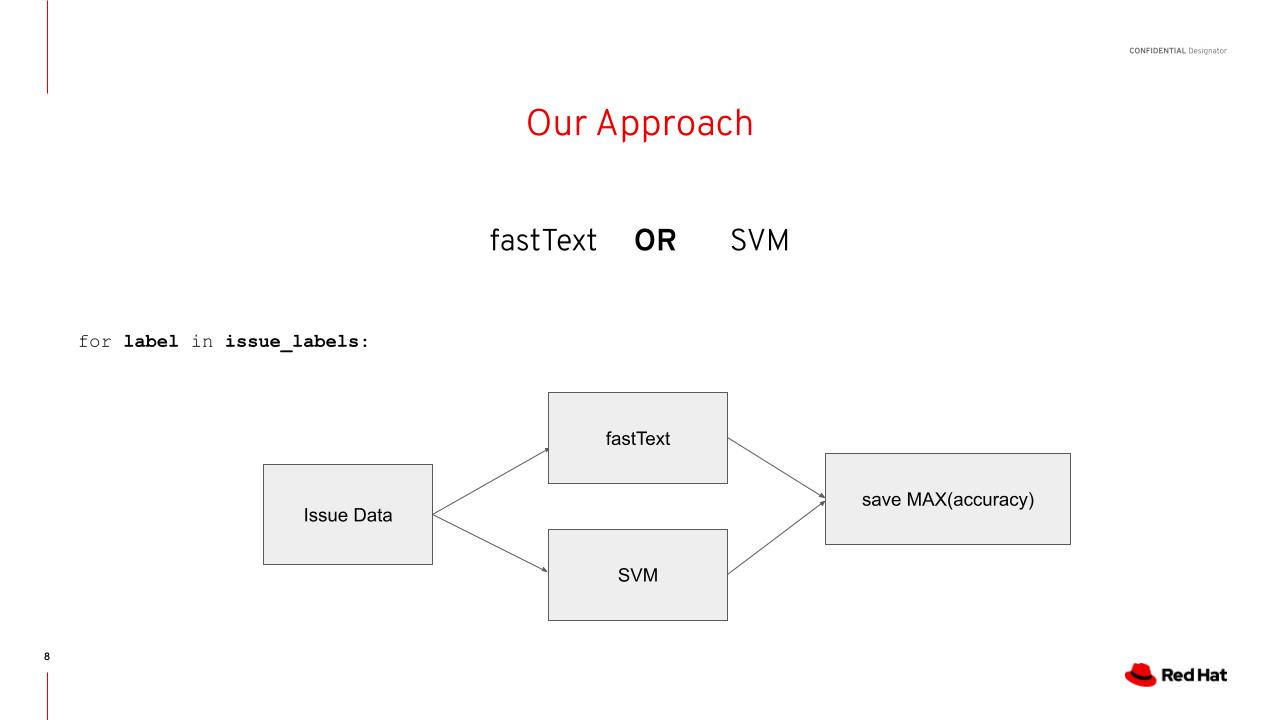 CONFIDENTIAL Designator
Our Approach
fastText OR SVM
for label in issue_labels:
fastText
Issue Data
save MAX(accuracy)
SVM
8
Red Hat